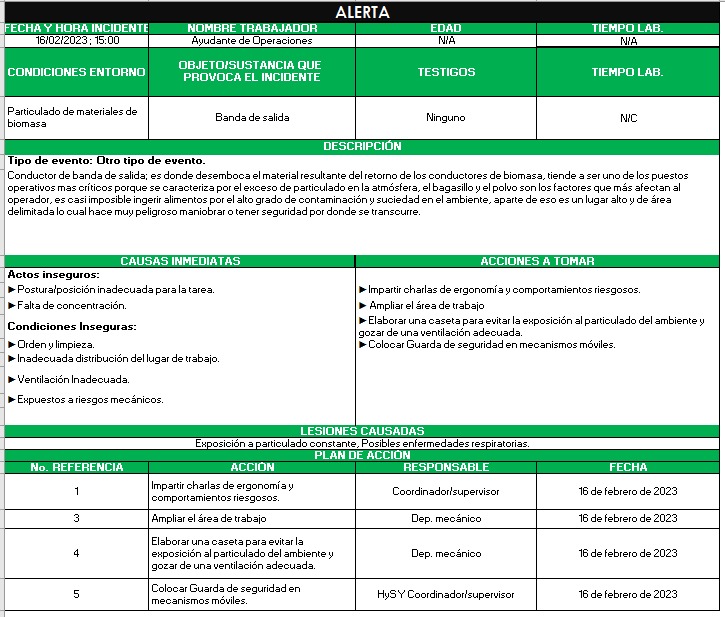 ALERTA
FECHA Y HORA INCIDENTE NOMBRE TRABAJADOR EDAD TIEMPO LAB.
16/02/2023; 15:00 Ayudante de Operaciones N/A N/A
CONDICIONES ENTORNO OBJETO/SUSTANCIA QUE PROVOCA EL INCIDENTE TESTIGOS TIEMPO LAB.
Particulado de materiales de biomasa Banda de salida Ninguno N/C
DESCRIPCIÓN
Tipo de evento: Otro tipo de evento.
Conductor de banda de salida; es donde desemboca el material resultante del retorno de los conductores de biomasa, tiende a ser uno de los puestos
operativos mas críticos porque se caracteriza por el exceso de particulado en la atmósfera, el bagasillo y el polvo son los factores que más afectan al
operador, es casi imposible ingerir alimentos por el alto grado de contaminación y suciedad en el ambiente, aparte de eso es un lugar alto y de área
delimitada lo cual hace muy peligroso maniobrar o tener seguridad por donde se transcurre.
CAUSAS INMEDIATAS
Actos inseguros:
►Postura/posición inadecuada para la tarea.
►Falta de concentración.
Condiciones Inseguras:
►Orden y limpieza.
►Inadecuada distribución del lugar de trabajo.
►Ventilación Inadecuada.
►Expuestos a riesgos mecánicos.
ACCIONES A TOMAR
►Impartir charlas de ergonomía y comportamientos riesgosos.
► Ampliar el área de trabajo
►Elaborar una caseta para evitar la exposición al particulado del ambiente y
gozar de una ventilación adecuada.
►Colocar Guarda de seguridad en mecanismos móviles.
LESIONES CAUSADAS
Exposición a particulado constante, Posibles enfermedades respiratorias.
PLAN DE ACCIÓN
No. REFERENCIA ACCIÓN RESPONSABLE FECHA
1 Impartir charlas de ergonomía y comportamientos riesgosos. Coordinador/supervisor 16 de febrero de 2023
3 Ampliar el área de trabajo Dep. mecánico 16 de febrero de 2023
4 Elaborar una caseta para evitar la exposición al particulado del ambiente y gozar de una ventilación adecuada. Dep. mecánico 16 de febrero de 2023
5 Colocar Guarda de seguridad en mecanismos móviles. HySY Coordinador/supervisor 16 de febrero de 2023